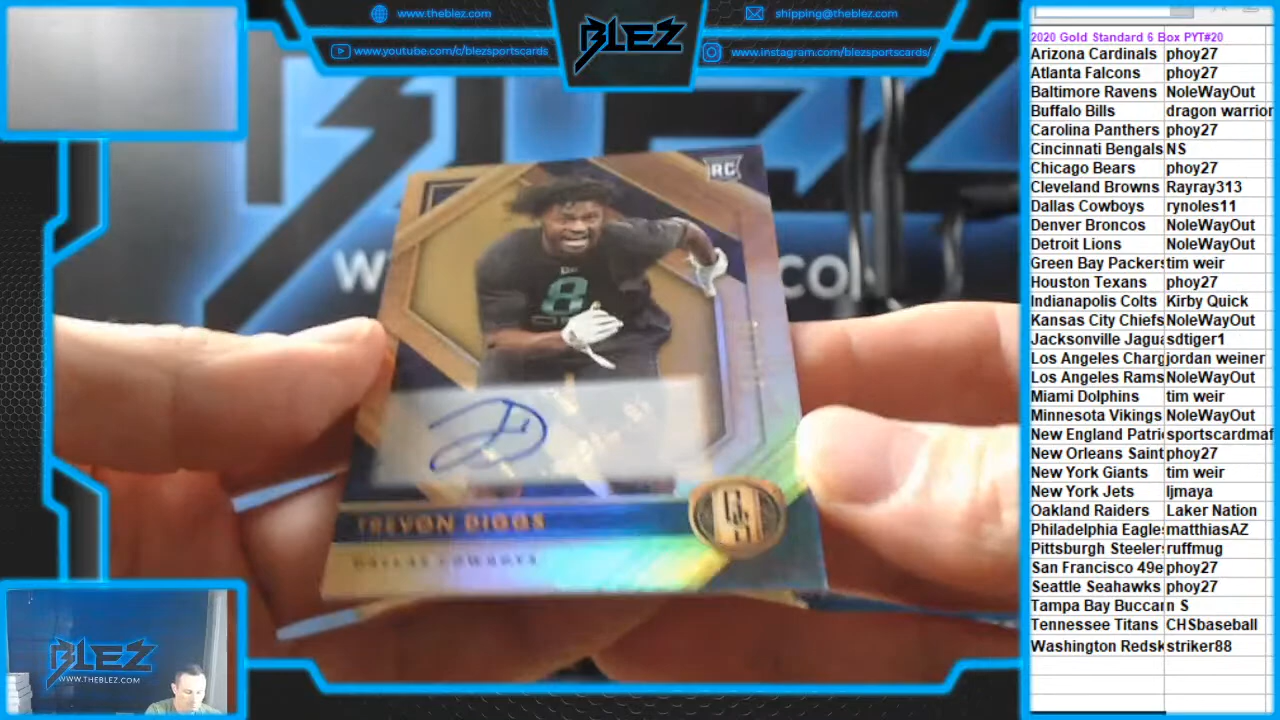 www.theblez.com
shipping@theblez.com
www.youtube.com/c/blezsportscards
www.instagram.com/blezsportscards/
BLEZ
RC
8
TREVON DIGGS
DALLAS COWBOYS
BLEZ
WWW.THEBLEZ.COM
2020 Gold Standard 6 Box PYT#20
Arizona Cardinals phoy27
Atlanta Falcons phoy27
Baltimore Ravens NoleWayOut
Buffalo Bills dragon warrior
Carolina Panthers phoy27
Cincinnati Bengals NS
Chicago Bears phoy27
Cleveland Browns Rayray313
Dallas Cowboys rynoles11
Denver Broncos NoleWayOut
Detroit Lions NoleWayOut
Green Bay Packers tim weir
Houston Texans phoy27
Indianapolis Colts Kirby Quick
Kansas City Chiefs NoleWayOut
Jacksonville Jagua sdtiger1
Los Angeles Charg jordan weiner
Los Angeles Rams NoleWayOut
Miami Dolphins tim weir
Minnesota Vikings NoleWayOut
New England Patri sportscardmaf
New Orleans Saint phoy27
New York Giants tim weir
New York Jets ljmaya
Oakland Raiders Laker Nation
Philadelphia Eagle matthiasAZ
Pittsburgh Steeler ruffmug
San Francisco 49e phoy27
Seattle Seahawks phoy27
Tampa Bay Buccan n S
Tennessee Titans CHSbaseball
Washington Redsk striker88